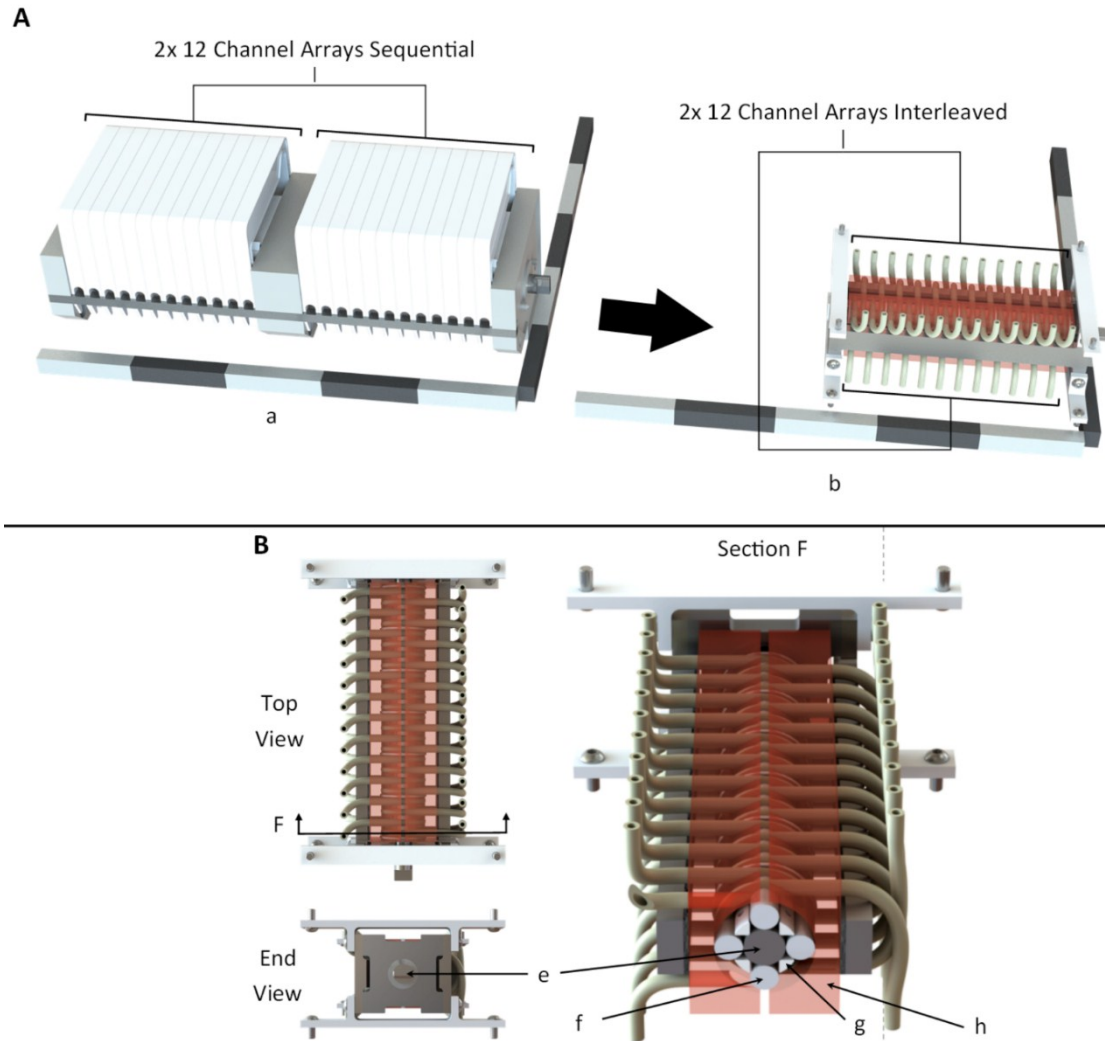 A
2x 12 Channel Arrays Sequential
2x 12 Channel Arrays Interleaved
a
b
B
Section F
Top
View
F
End
View
e
f
g
h